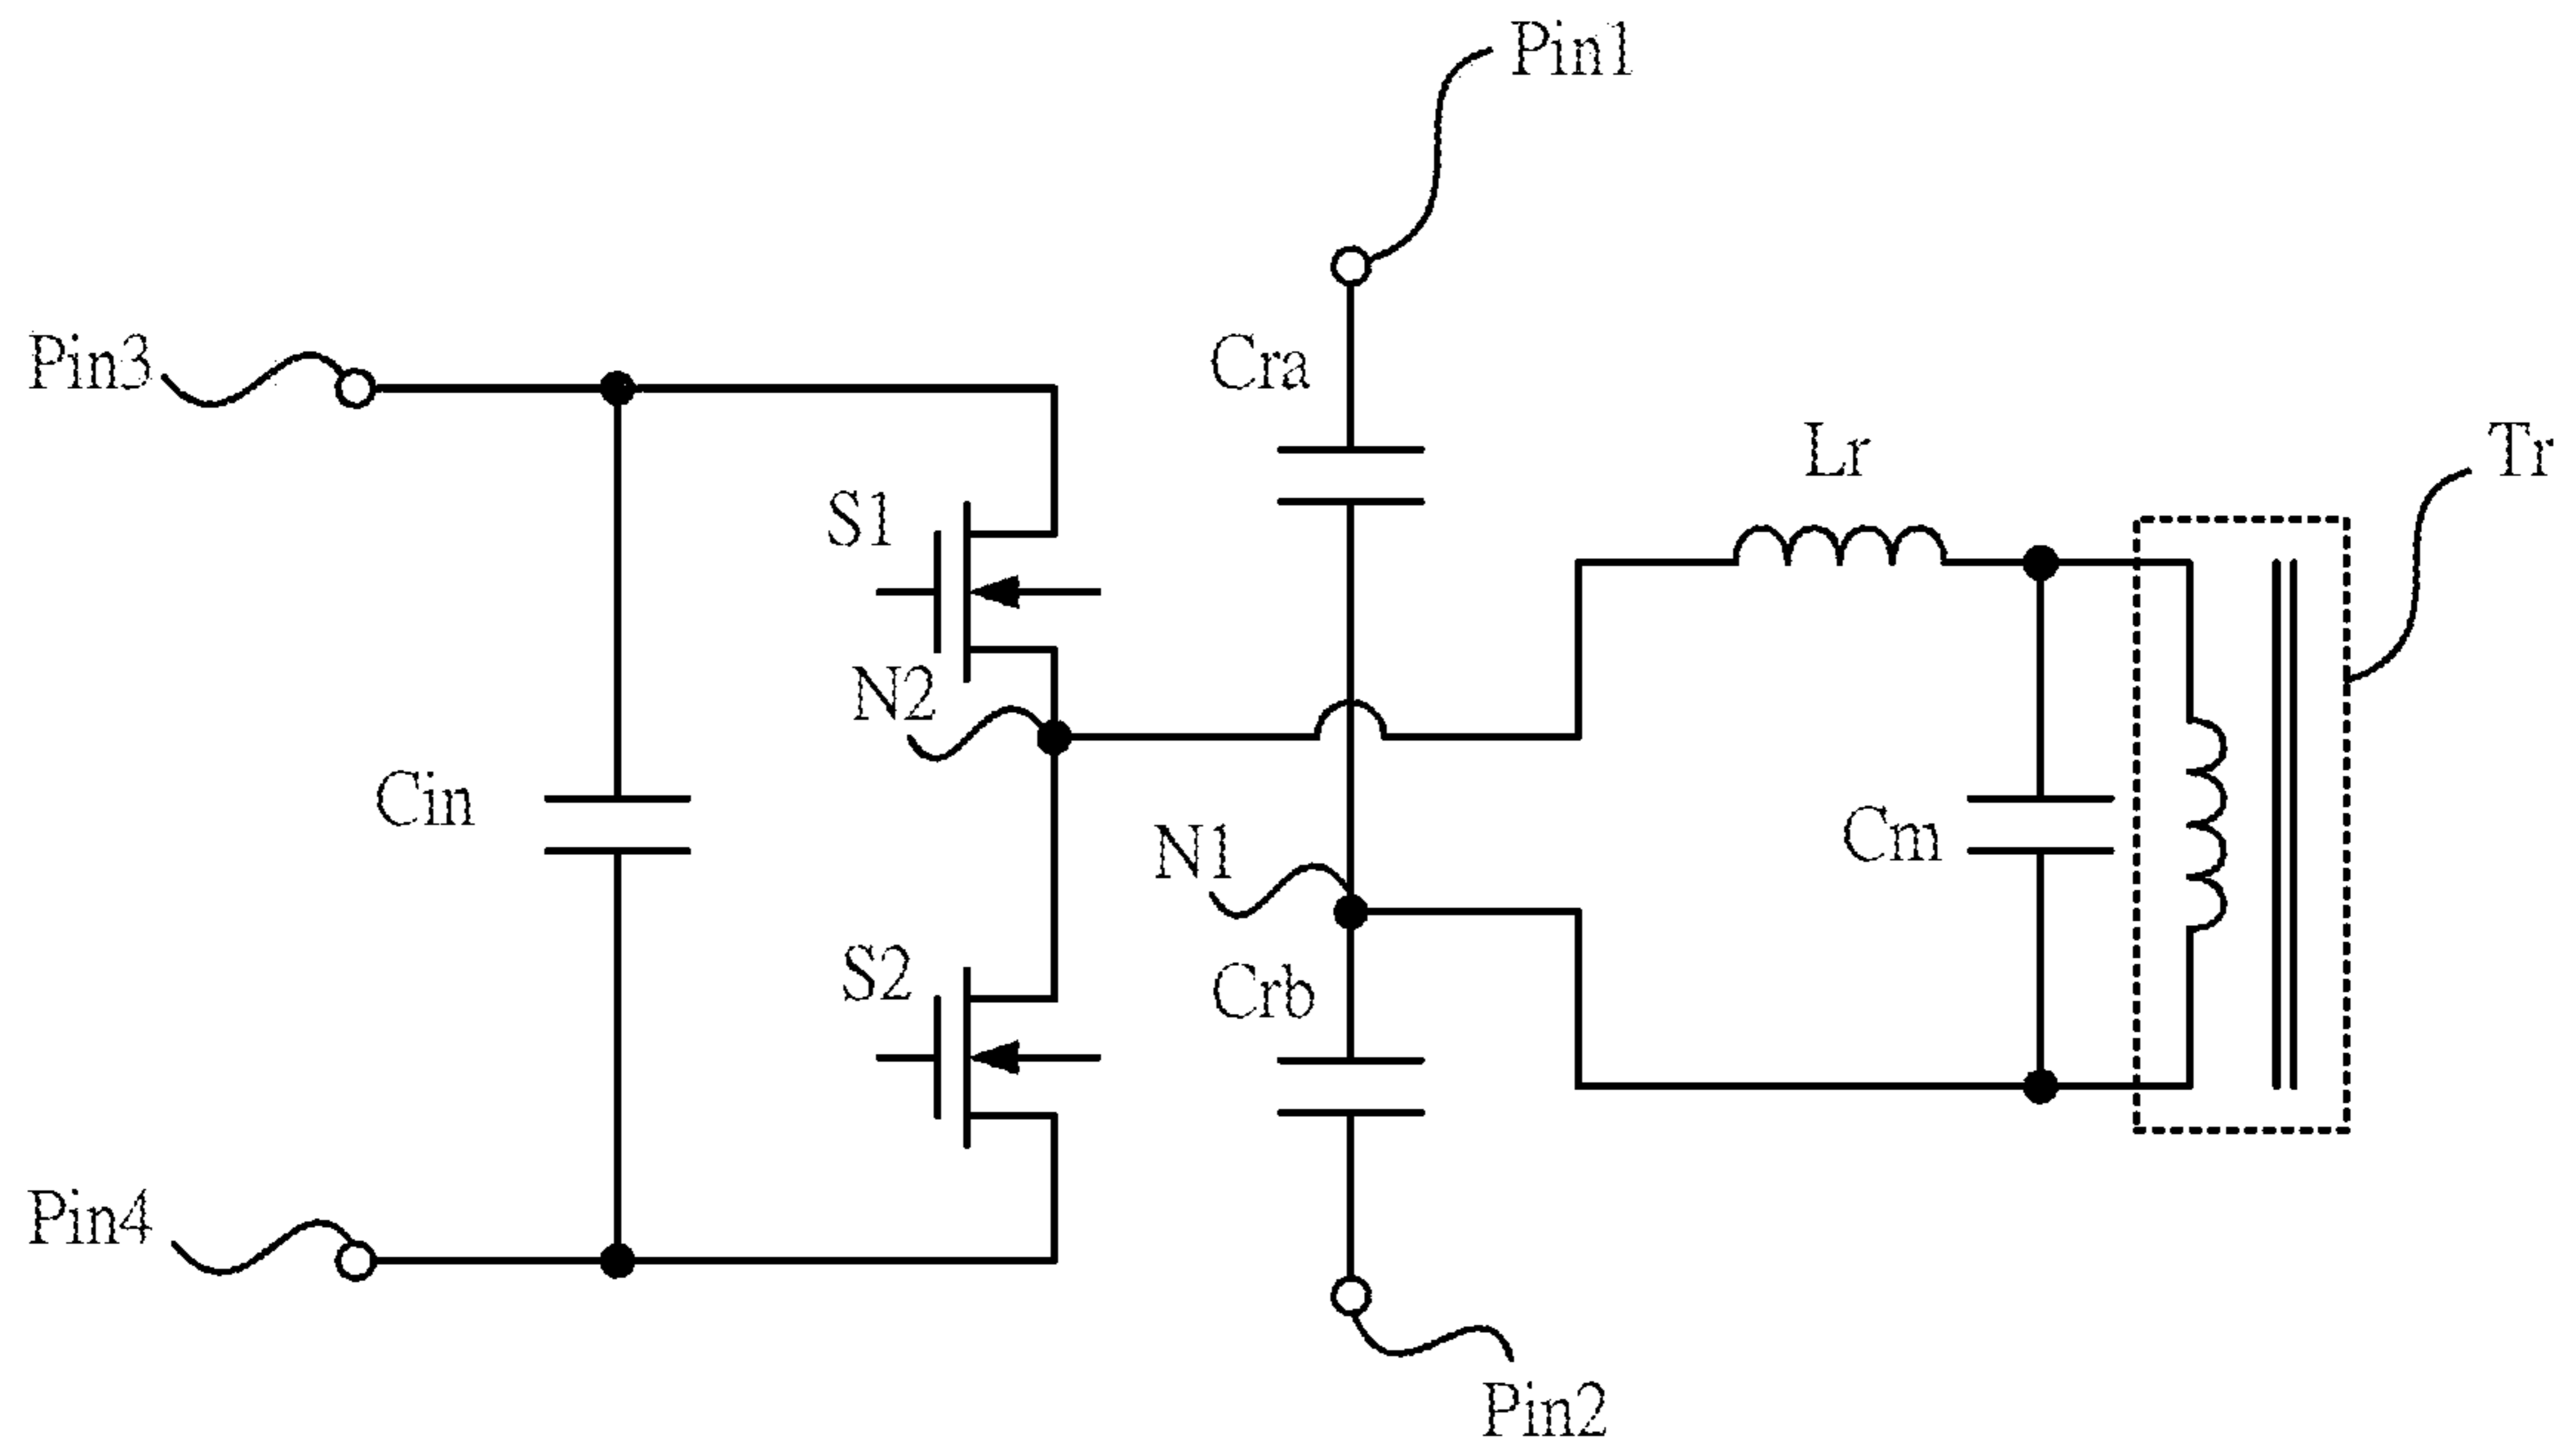 Pin1
Pin3
Cra
Lr
Tr
S1
N2
Cin
Cm
N1
S2
Crb
Pin4
Pin2